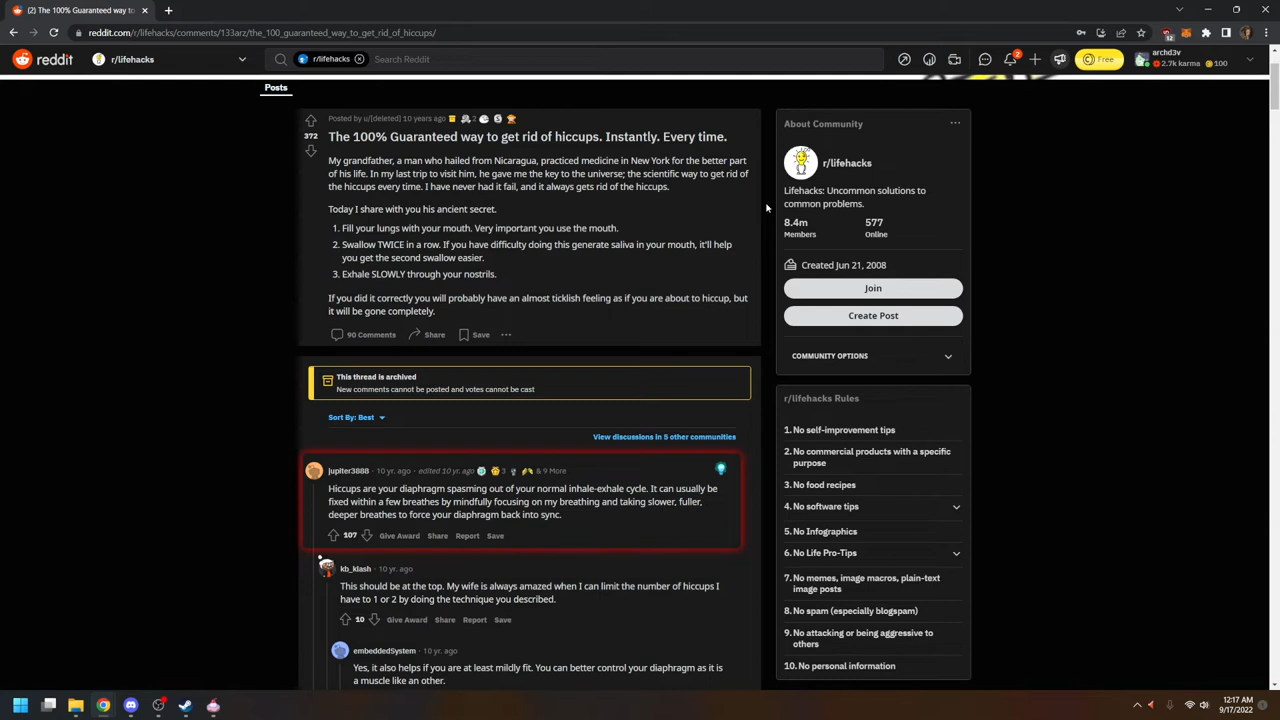 (2) The 100% Guaranteed way to
reddit.com/r/lifehacks/comments/133arz/the_100_guaranteed_way_to_get_rid_of_hiccups/
reddit
r/lifehacks
r/lifehacks
Search Reddit
2
Free
archd3v
2.7k karma
100
Posts
372
Posted by u/[deleted] 10 years ago
2
The 100% Guaranteed way to get rid of hiccups. Instantly. Every time.
My grandfather, a man who hailed from Nicaragua, practiced medicine in New York for the better part
of his life. In my last trip to visit him, he gave me the key to the universe; the scientific way to get rid of
the hiccups every time. I have never had it fail, and it always gets rid of the hiccups.
Today I share with you his ancient secret.
1. Fill your lungs with your mouth. Very important you use the mouth.
2. Swallow TWICE in a row. If you have difficulty doing this generate saliva in your mouth, it'll help
you get the second swallow easier.
3. Exhale SLOWLY through your nostrils.
If you did it correctly you will probably have an almost ticklish feeling as if you are about to hiccup, but
it will be gone completely.
90 Comments
Share
Save
This thread is archived
New comments cannot be posted and votes cannot be cast
Sort By: Best
View discussions in 5 other communities
jupiter3888 · 10 yr. ago · edited 10 yr. ago
3
& 9 More
Hiccups are your diaphragm spasming out of your normal inhale-exhale cycle. It can usually be
fixed within a few breathes by mindfully focusing on my breathing and taking slower, fuller,
deeper breathes to force your diaphragm back into sync.
107
Give Award
Share
Report
Save
kb_klash · 10 yr. ago
This should be at the top. My wife is always amazed when I can limit the number of hiccups I
have to 1 or 2 by doing the technique you described.
10
Give Award
Share
Report
Save
embeddedSystem · 10 yr. ago
Yes, it also helps if you are at least mildly fit. You can better control your diaphragm as it is
a muscle like an other.
About Community
r/lifehacks
Lifehacks: Uncommon solutions to
common problems.
8.4m
Members
577
Online
Created Jun 21, 2008
Join
Create Post
COMMUNITY OPTIONS
r/lifehacks Rules
1. No self-improvement tips
2. No commercial products with a specific
purpose
3. No food recipes
4. No software tips
5. No Infographics
6. No Life Pro-Tips
7. No memes, image macros, plain-text
image posts
8. No spam (especially blogspam)
9. No attacking or being aggressive to
others
10. No personal information
12:17 AM
9/17/2022